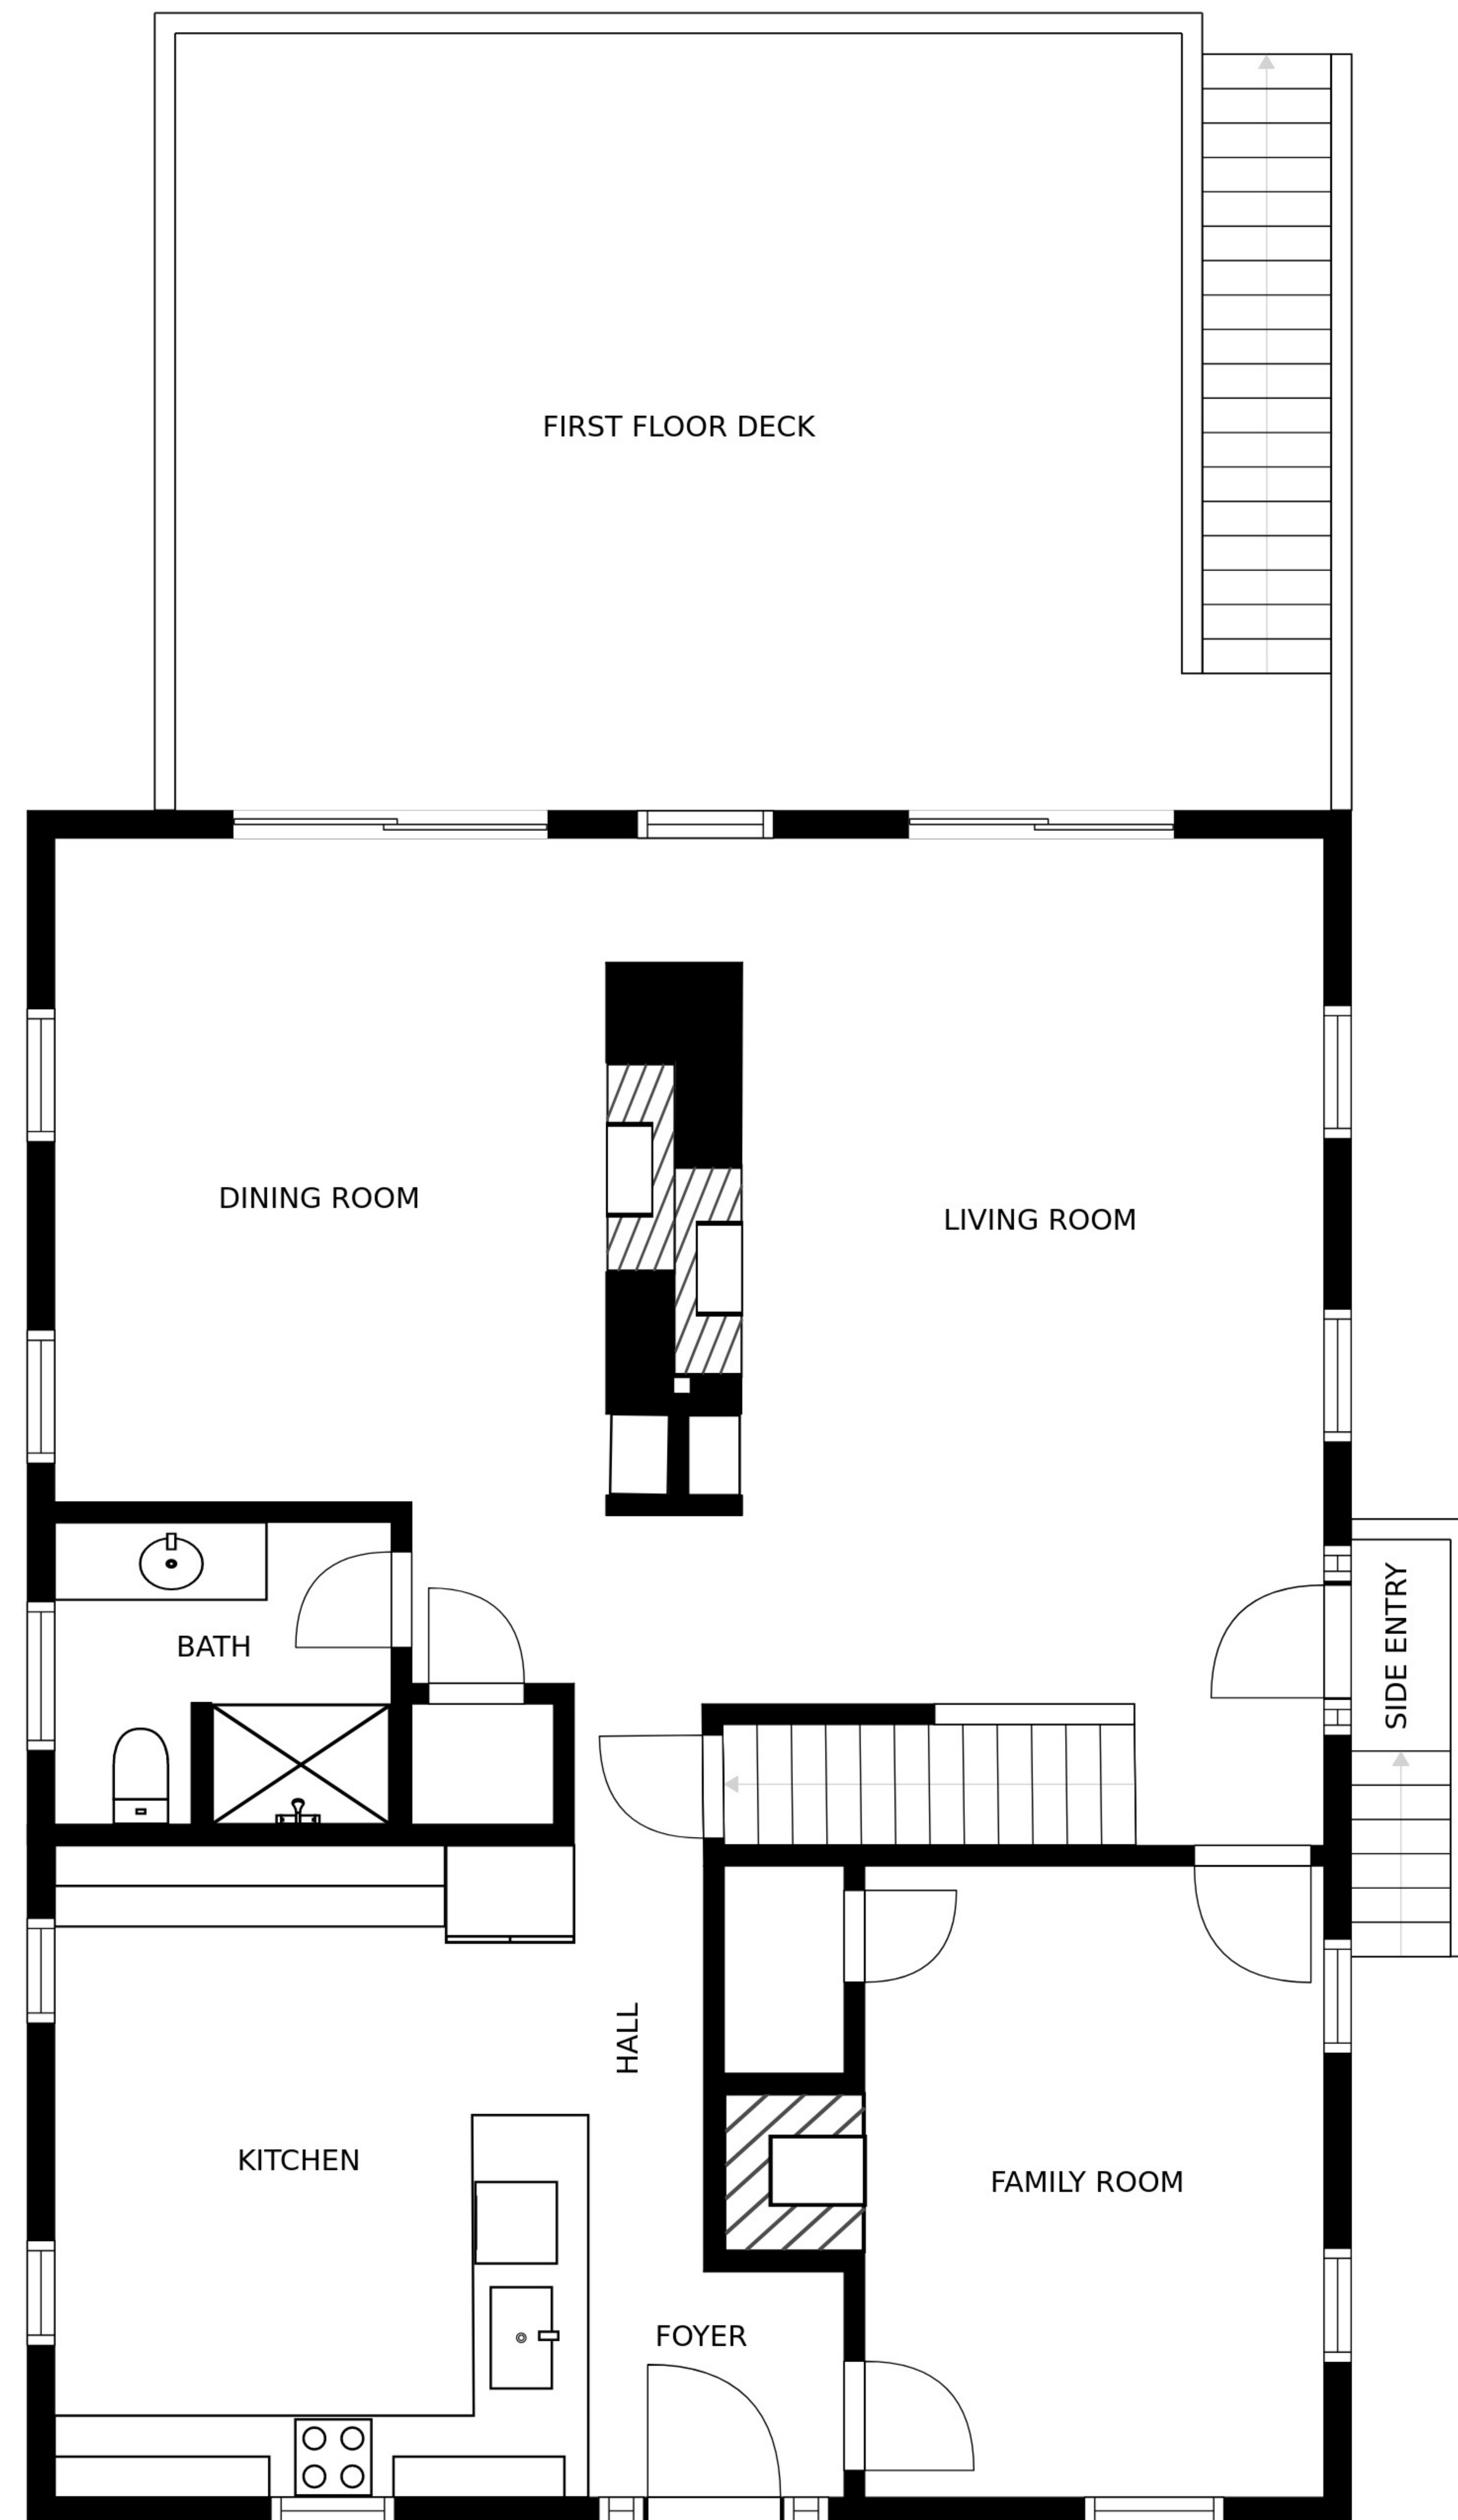 FIRST FLOOR DECK
DINING ROOM
LIVING ROOM
SIDE ENTRY
BATH
HALL
KITCHEN
FAMILY ROOM
FOYER